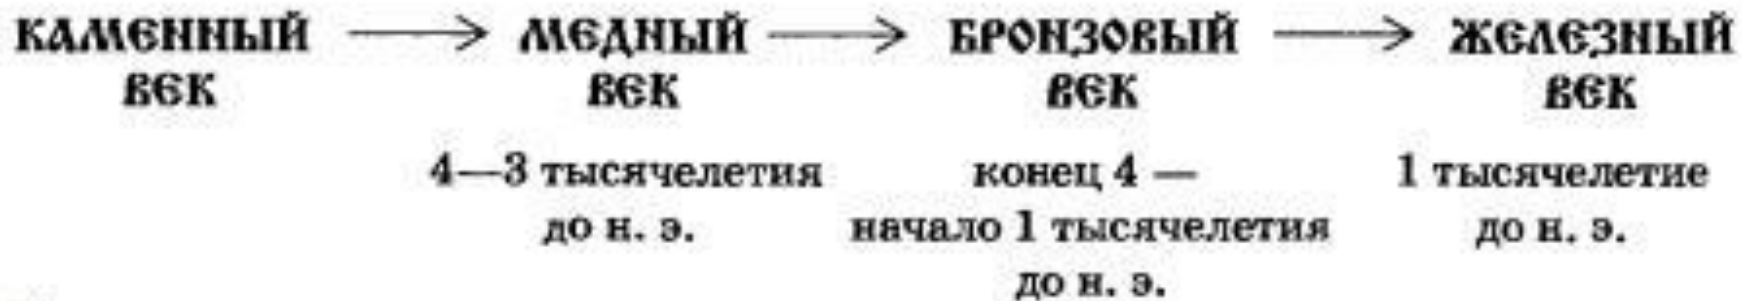 КАМЕННЫЙ ВЕК → МЕДНЫЙ ВЕК → БРОНЗОВЫЙ ВЕК → ЖЕЛЕЗНЫЙ ВЕК
4—3 тысячелетия
до н. э.
конец 4 —
начало 1 тысячелетия
до н. э.
1 тысячелетие
до н. э.